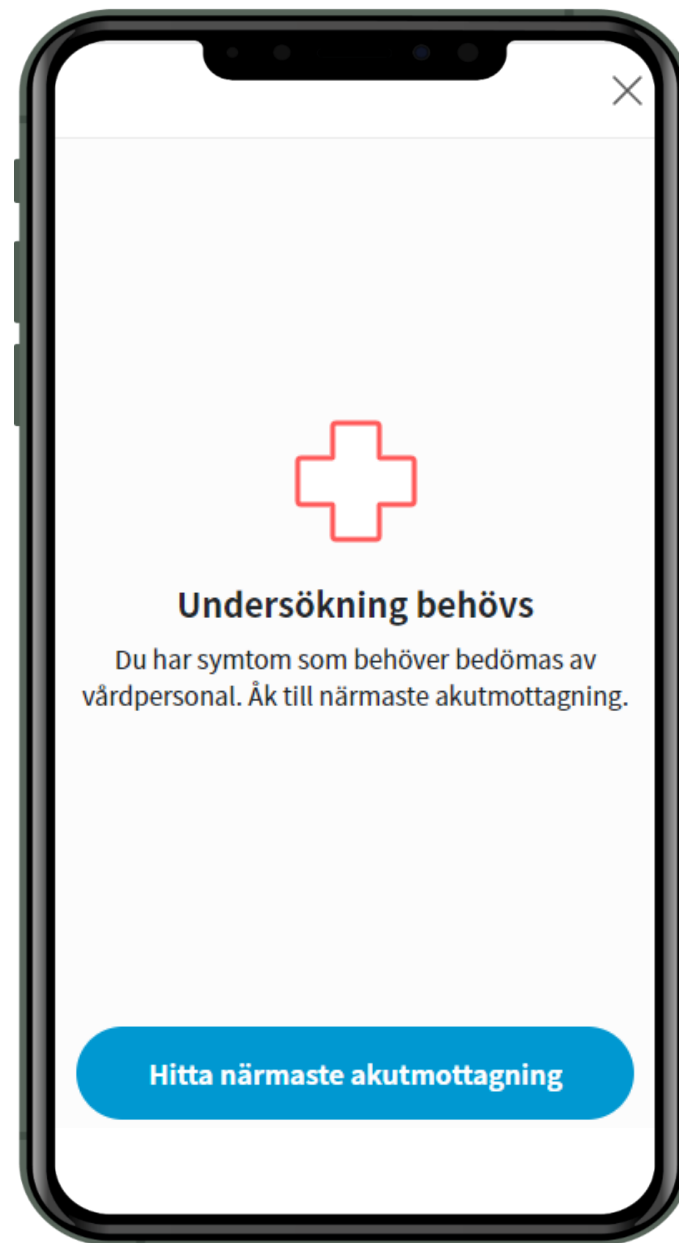 Undersökning behövs
Du har symtom som behöver bedömas av
vårdpersonal. Åk till närmaste akutmottagning.
Hitta närmaste akutmottagning